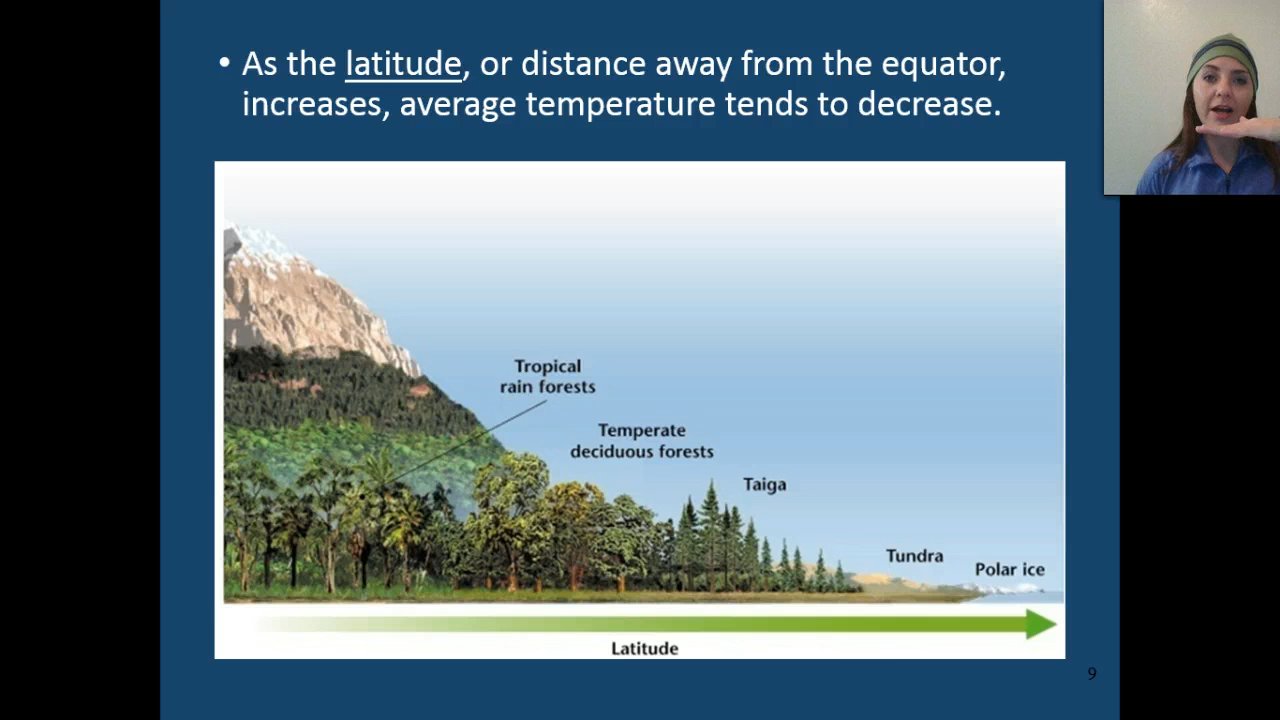 • As the latitude, or distance away from the equator,
increases, average temperature tends to decrease.
Tropical
rain forests
Temperate
deciduous forests
Taiga
Tundra
Polar ice
Latitude
9